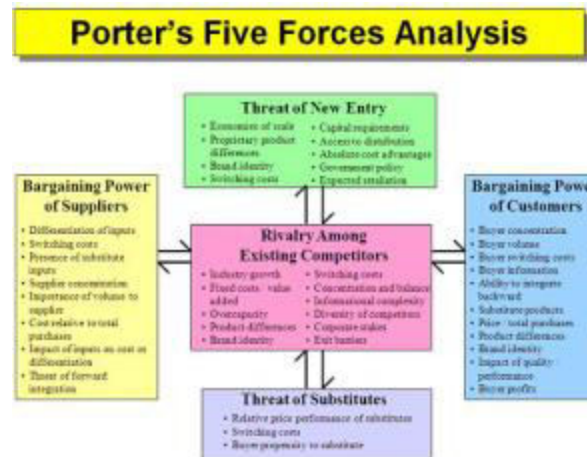 Porter's Five Forces Analysis
Threat of New Entry
• Economies of scale
• Proprietary product
differences
• Brand identity
• Switching costs
• Capital requirements
• Access to distribution
• Absolute cost advantages
• Government policy
• Expected retaliation
Bargaining Power
of Suppliers
• Differentiation of inputs
• Switching costs
• Presence of substitute
inputs
• Supplier concentration
• Importance of volume to
supplier
• Cost relative to total
purchases
• Impact of inputs on cost or
differentiation
• Threat of forward
integration
Rivalry Among
Existing Competitors
• Industry growth
• Fixed costs value
added
• Overcapacity
• Product differences
• Brand identity
• Switching costs
• Concentration and balance
• Informational complexity
• Diversity of competitors
• Corporate stakes
• Exit barriers
Bargaining Power
of Customers
• Buyer concentration
• Buyer volume
• Buyer switching costs
• Buyer information
• Ability to integrate
backward
• Substitute products
• Price / total purchases
• Product differences
• Brand identity
• Impact of quality
performance
• Buyer profits
Threat of Substitutes
• Relative price performance of substitutes
• Switching costs
• Buyer propensity to substitute